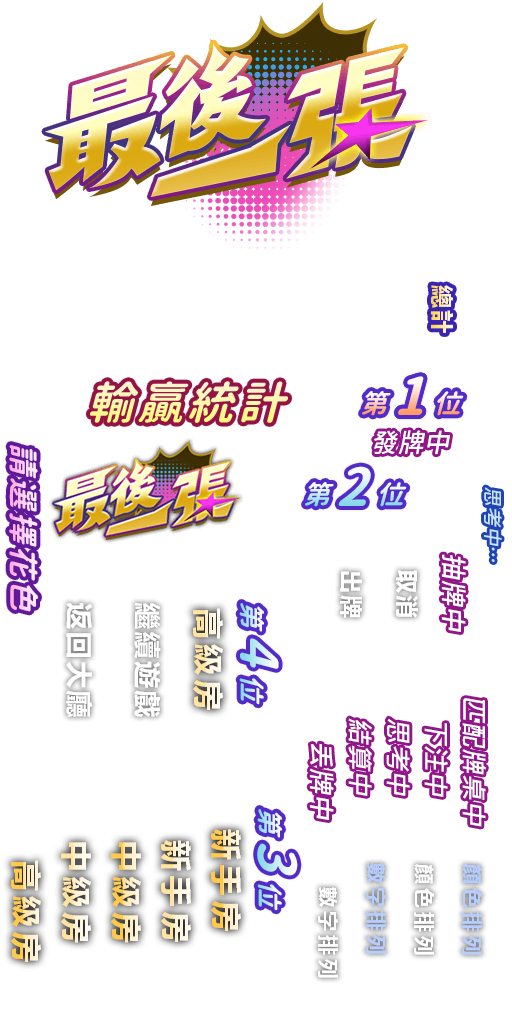 最後一張
總計
輸贏統計
第1位
發牌中
請選擇花色
最後一張
第2位
思考中...
出牌
取消
抽牌中
返回大廳
繼續遊戲
高級房
第4位
丟牌中
結算中
思考中
下注中
匹配牌桌中
高級房
中級房
中級房
新手房
新手房
第3位
數字排列
數字排列
顏色排列
顏色排列